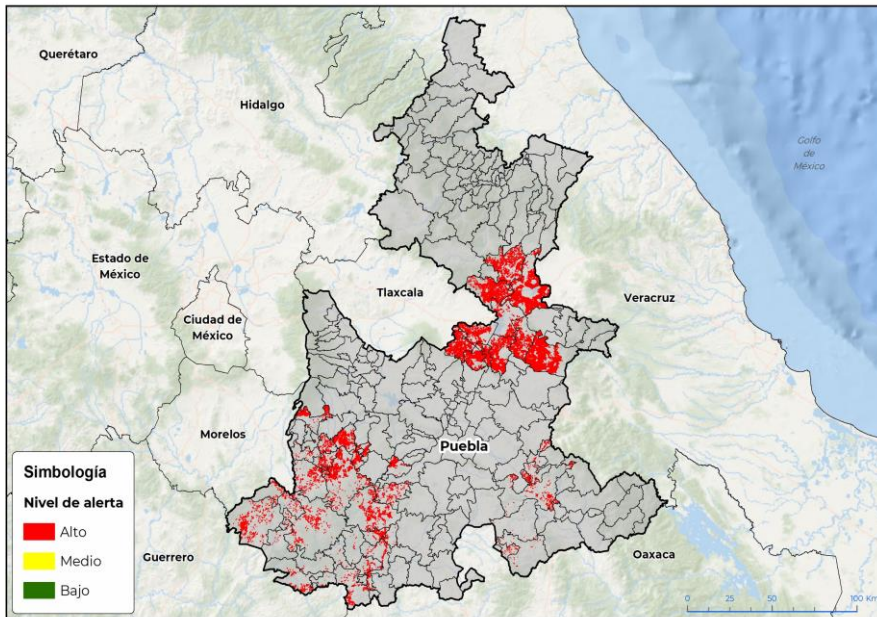 Querétaro
Hidalgo
Golfo
de
México
Estado de
México
Tlaxcala
Veracruz
Ciudad de
México
Morelos
Puebla
Simbología
Nivel de alerta
Alto
Medio
Bajo
Guerrero
Oaxaca
0 25 50 100 Km